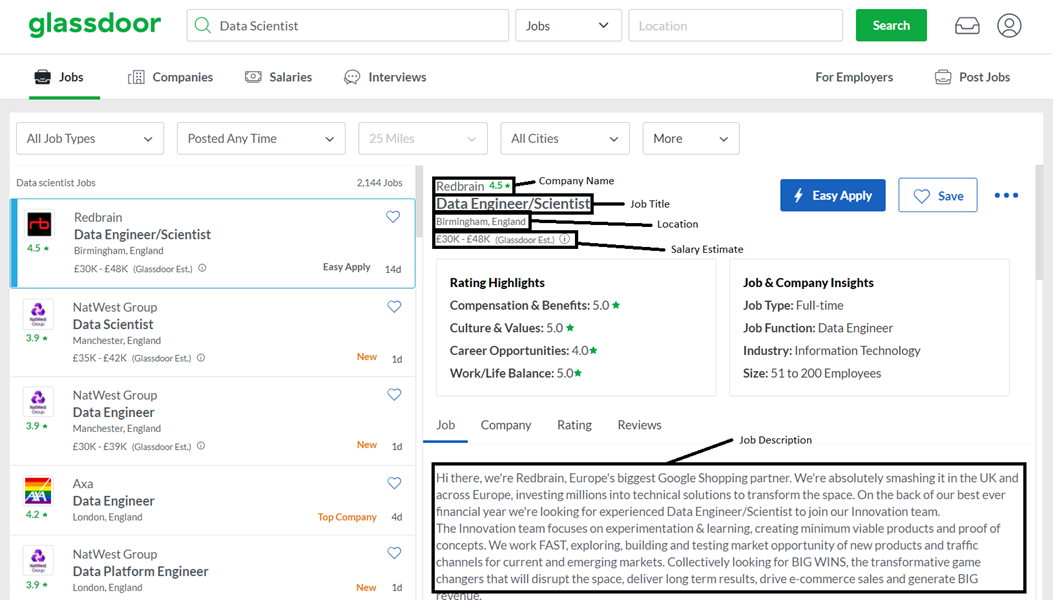 glassdoor
Data Scientist
Jobs
Location
Search
Jobs
Companies
Salaries
Interviews
For Employers
Post Jobs
All Job Types
Posted Any Time
25 Miles
All Cities
More
Data scientist Jobs
2,144 Jobs
Redbrain
Data Engineer/Scientist
Birmingham, England
4.5 ★
£30K - £48K (Glassdoor Est.)
Easy Apply
14d
NatWest Group
NatWest Group
Data Scientist
3.9 ★
Manchester, England
£35K - £42K (Glassdoor Est.)
New
1d
NatWest Group
NatWest Group
Data Engineer
3.9 ★
Manchester, England
£30K - £39K (Glassdoor Est.)
New
1d
AXA
Axa
Data Engineer
4.2 ★
London, England
Top Company
4d
NatWest Group
NatWest Group
Data Platform Engineer
3.9 ★
London, England
New
1d
Redbrain 4.5 ★
Company Name
Data Engineer/Scientist
Job Title
Birmingham, England
Location
£30K - £48K (Glassdoor Est.)
Salary Estimate
Easy Apply
Save
Rating Highlights
Compensation & Benefits: 5.0 ★
Culture & Values: 5.0 ★
Career Opportunities: 4.0★
Work/Life Balance: 5.0★
Job & Company Insights
Job Type: Full-time
Job Function: Data Engineer
Industry: Information Technology
Size: 51 to 200 Employees
Job
Company
Rating
Reviews
Job Description
Hi there, we're Redbrain, Europe's biggest Google Shopping partner. We're absolutely smashing it in the UK and
across Europe, investing millions into technical solutions to transform the space. On the back of our best ever
financial year we're looking for experienced Data Engineer/Scientist to join our Innovation team.
The Innovation team focuses on experimentation & learning, creating minimum viable products and proof of
concepts. We work FAST, exploring, building and testing market opportunity of new products and traffic
channels for current and emerging markets. Collectively looking for BIG WINS, the transformative game
changers that will disrupt the space, deliver long term results, drive e-commerce sales and generate BIG
revenue.